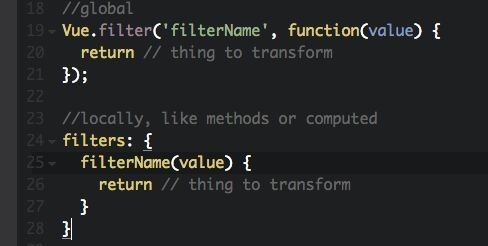 18 //global
19 Vue.filter('filterName', function(value) {
20 return // thing to transform
21 });
22
23 //locally, like methods or computed
24 filters: {
25 filterName(value) {
26 return // thing to transform
27 }
28 }